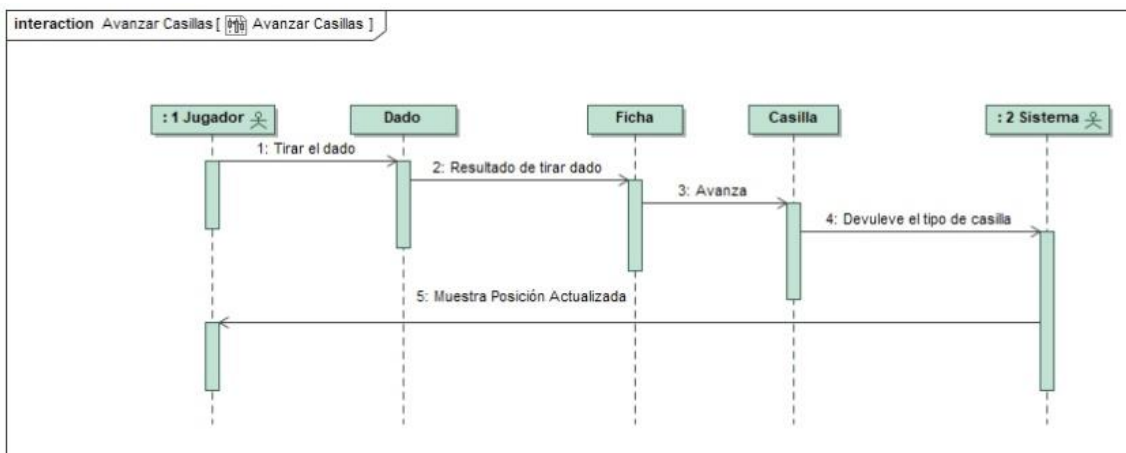 interaction Avanzar Casillas [ Avanzar Casillas ]
: 1 Jugador
Dado
Ficha
Casilla
: 2 Sistema
1: Tirar el dado
2: Resultado de tirar dado
3: Avanza
4: Devuleve el tipo de casilla
5: Muestra Posición Actualizada